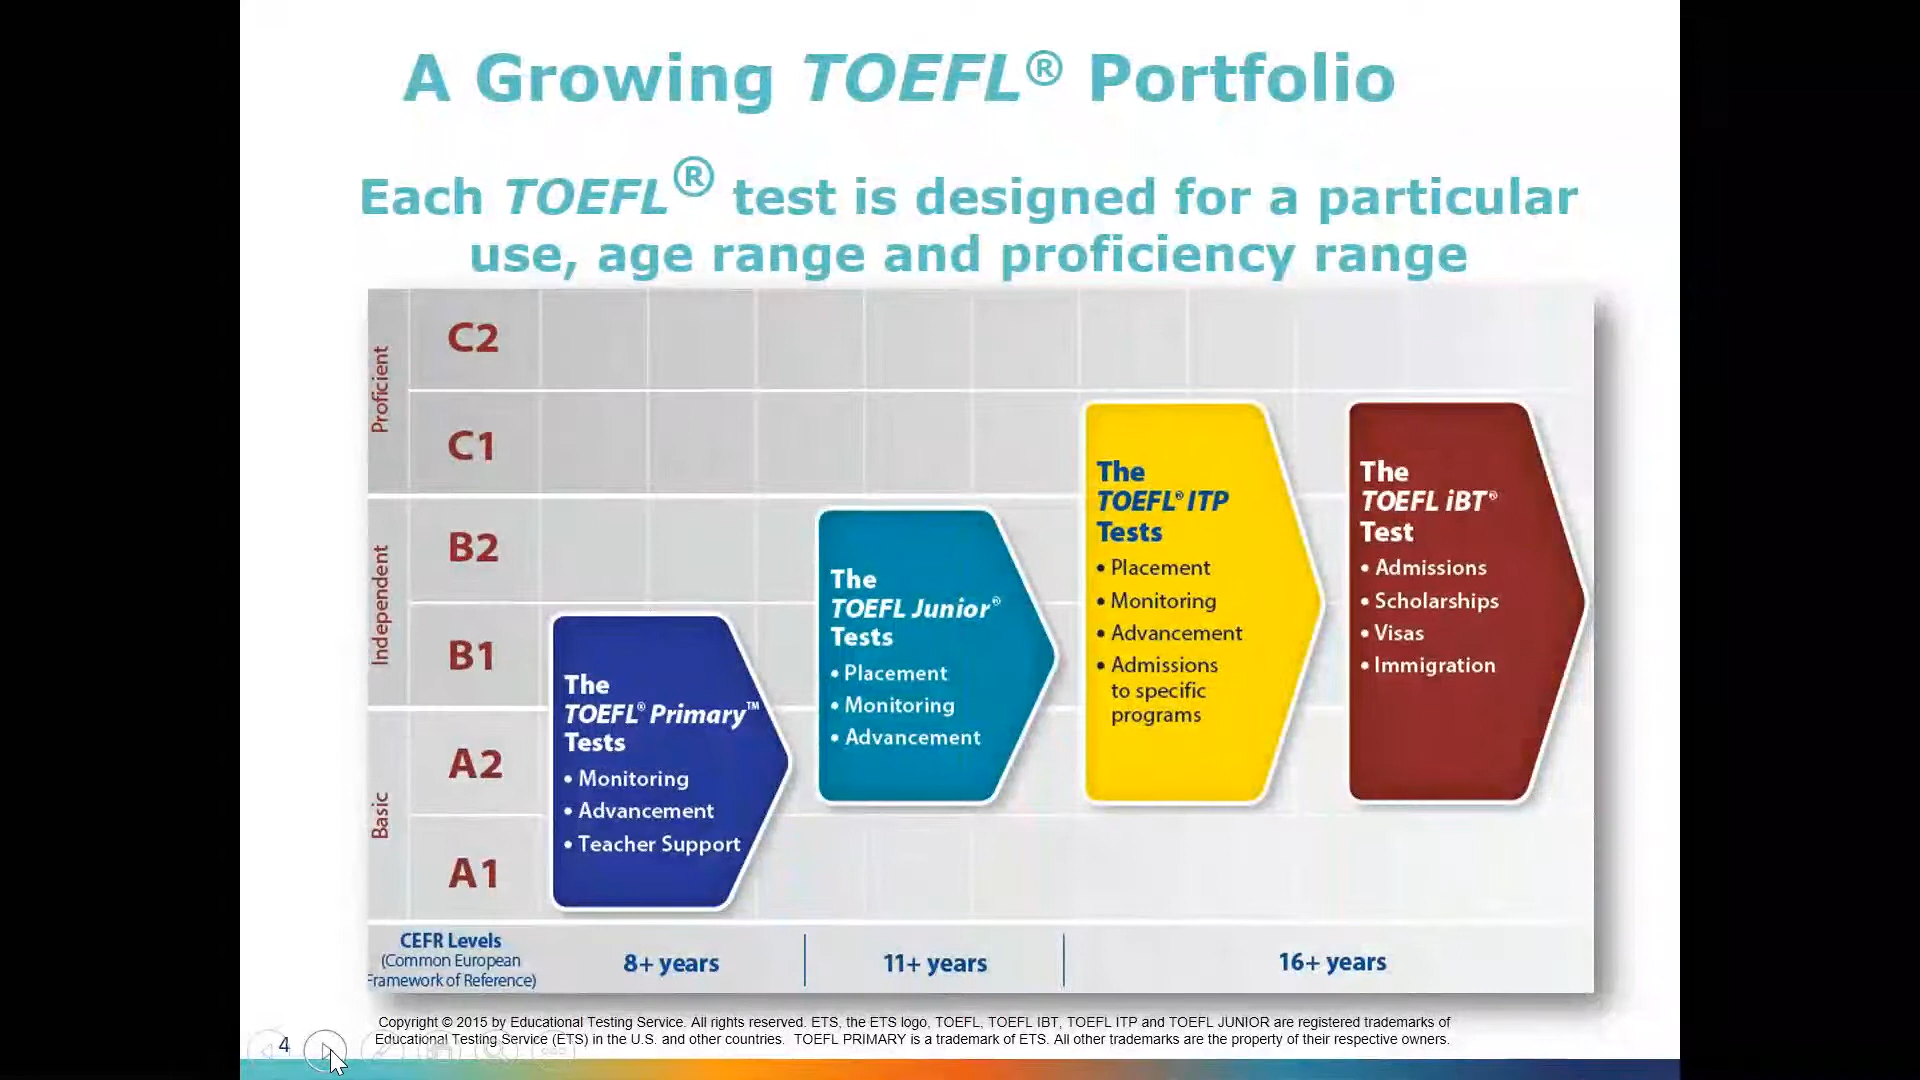 A Growing TOEFL® Portfolio
Each TOEFL® test is designed for a particular
use, age range and proficiency range
Proficient
C2
C1
Independent
B2
B1
Basic
A2
A1
The
TOEFL® Primary™
Tests
• Monitoring
• Advancement
• Teacher Support
The
TOEFL Junior®
Tests
• Placement
• Monitoring
• Advancement
The
TOEFL® ITP
Tests
• Placement
• Monitoring
• Advancement
• Admissions
to specific
programs
The
TOEFL iBT®
Test
• Admissions
• Scholarships
• Visas
• Immigration
CEFR Levels
(Common European
Framework of Reference)
8+ years
11+ years
16+ years
Copyright © 2015 by Educational Testing Service. All rights reserved. ETS, the ETS logo, TOEFL, TOEFL IBT, TOEFL ITP and TOEFL JUNIOR are registered trademarks of
Educational Testing Service (ETS) in the U.S. and other countries. TOEFL PRIMARY is a trademark of ETS. All other trademarks are the property of their respective owners.
4